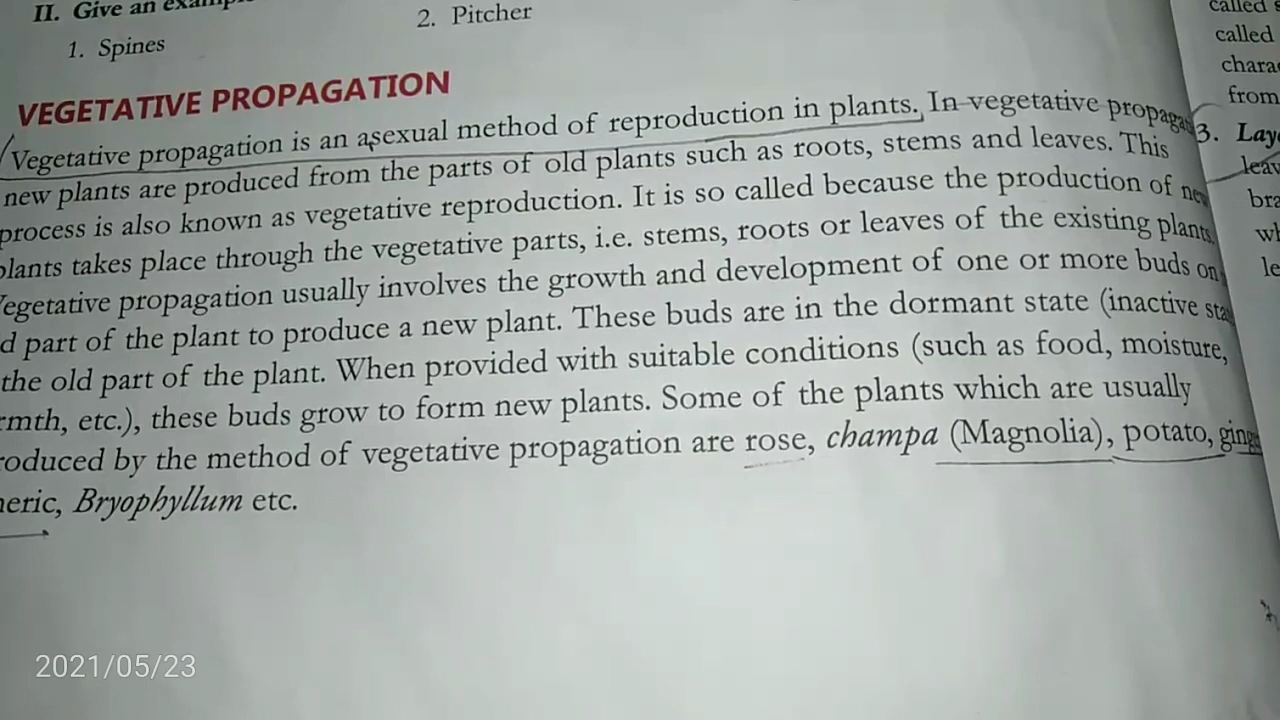 II. Give an
1. Spines
2. Pitcher
VEGETATIVE PROPAGATION
Vegetative propagation is an asexual method of reproduction in plants. In vegetative
new plants are produced from the parts of old plants such as roots, stems and leaves. This
process is also known as vegetative reproduction. It is so called because the production of new
plants takes place through the vegetative parts, i.e. stems, roots or leaves of the existing plants.
Vegetative propagation usually involves the growth and development of one or more buds on
d part of the plant to produce a new plant. These buds are in the dormant state (inactive
the old part of the plant. When provided with suitable conditions (such as food, moisture,
rmth, etc.), these buds grow to form new plants. Some of the plants which are usually
roduced by the method of vegetative propagation are rose, champa (Magnolia), potato,
meric, Bryophyllum etc.
called
called
from
3.
2021/05/23